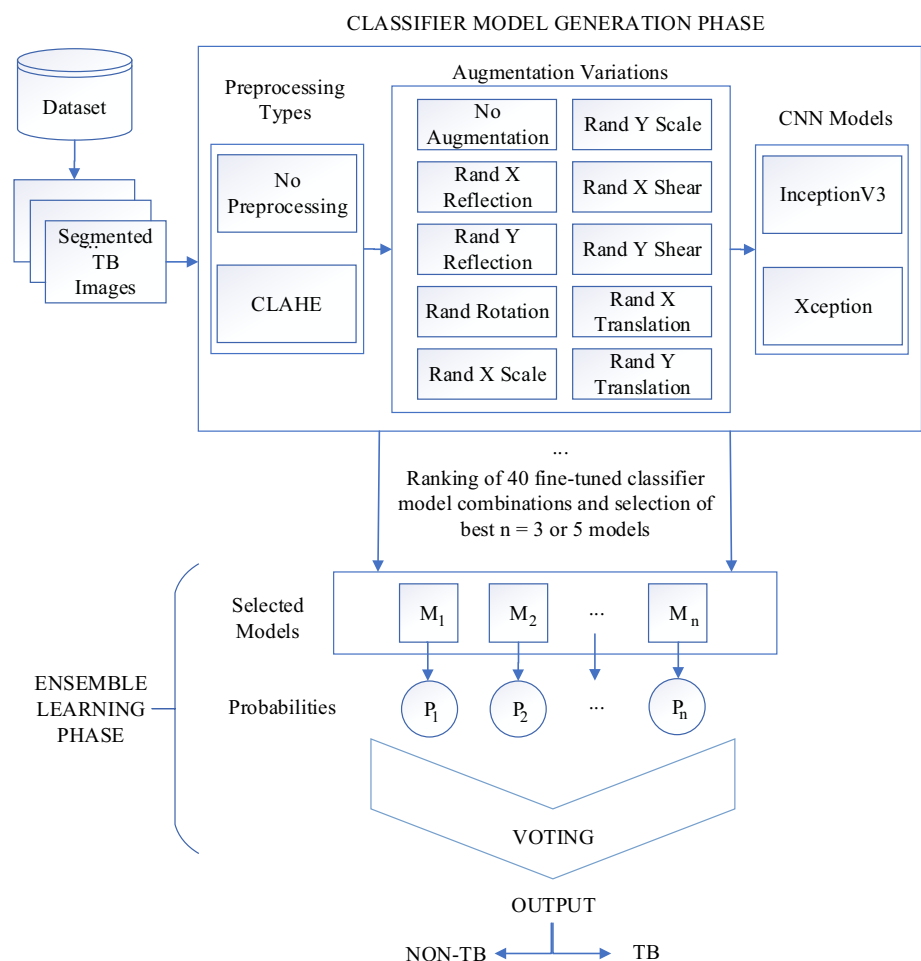 CLASSIFIER MODEL GENERATION PHASE
Dataset
Segmented
...
TB
Images
Preprocessing
Types
No
Preprocessing
CLAHE
Augmentation Variations
No
Augmentation
Rand Y Scale
Rand X
Reflection
Rand X Shear
Rand Y
Reflection
Rand Y Shear
Rand Rotation
Rand X
Translation
Rand X Scale
Rand Y
Translation
CNN Models
InceptionV3
Xception
...
Ranking of 40 fine-tuned classifier
model combinations and selection of
best n = 3 or 5 models
ENSEMBLE
LEARNING
PHASE
Selected
Models
M1
M2
...
Mn
Probabilities
P1
P2
...
Pn
VOTING
OUTPUT
NON-TB
TB